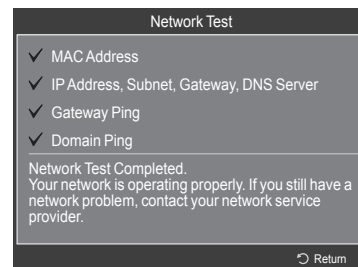 Network Test
MAC Address
IP Address, Subnet, Gateway, DNS Server
Gateway Ping
Domain Ping
Network Test Completed.
Your network is operating properly. If you still have a
network problem, contact your network service
provider.
Return